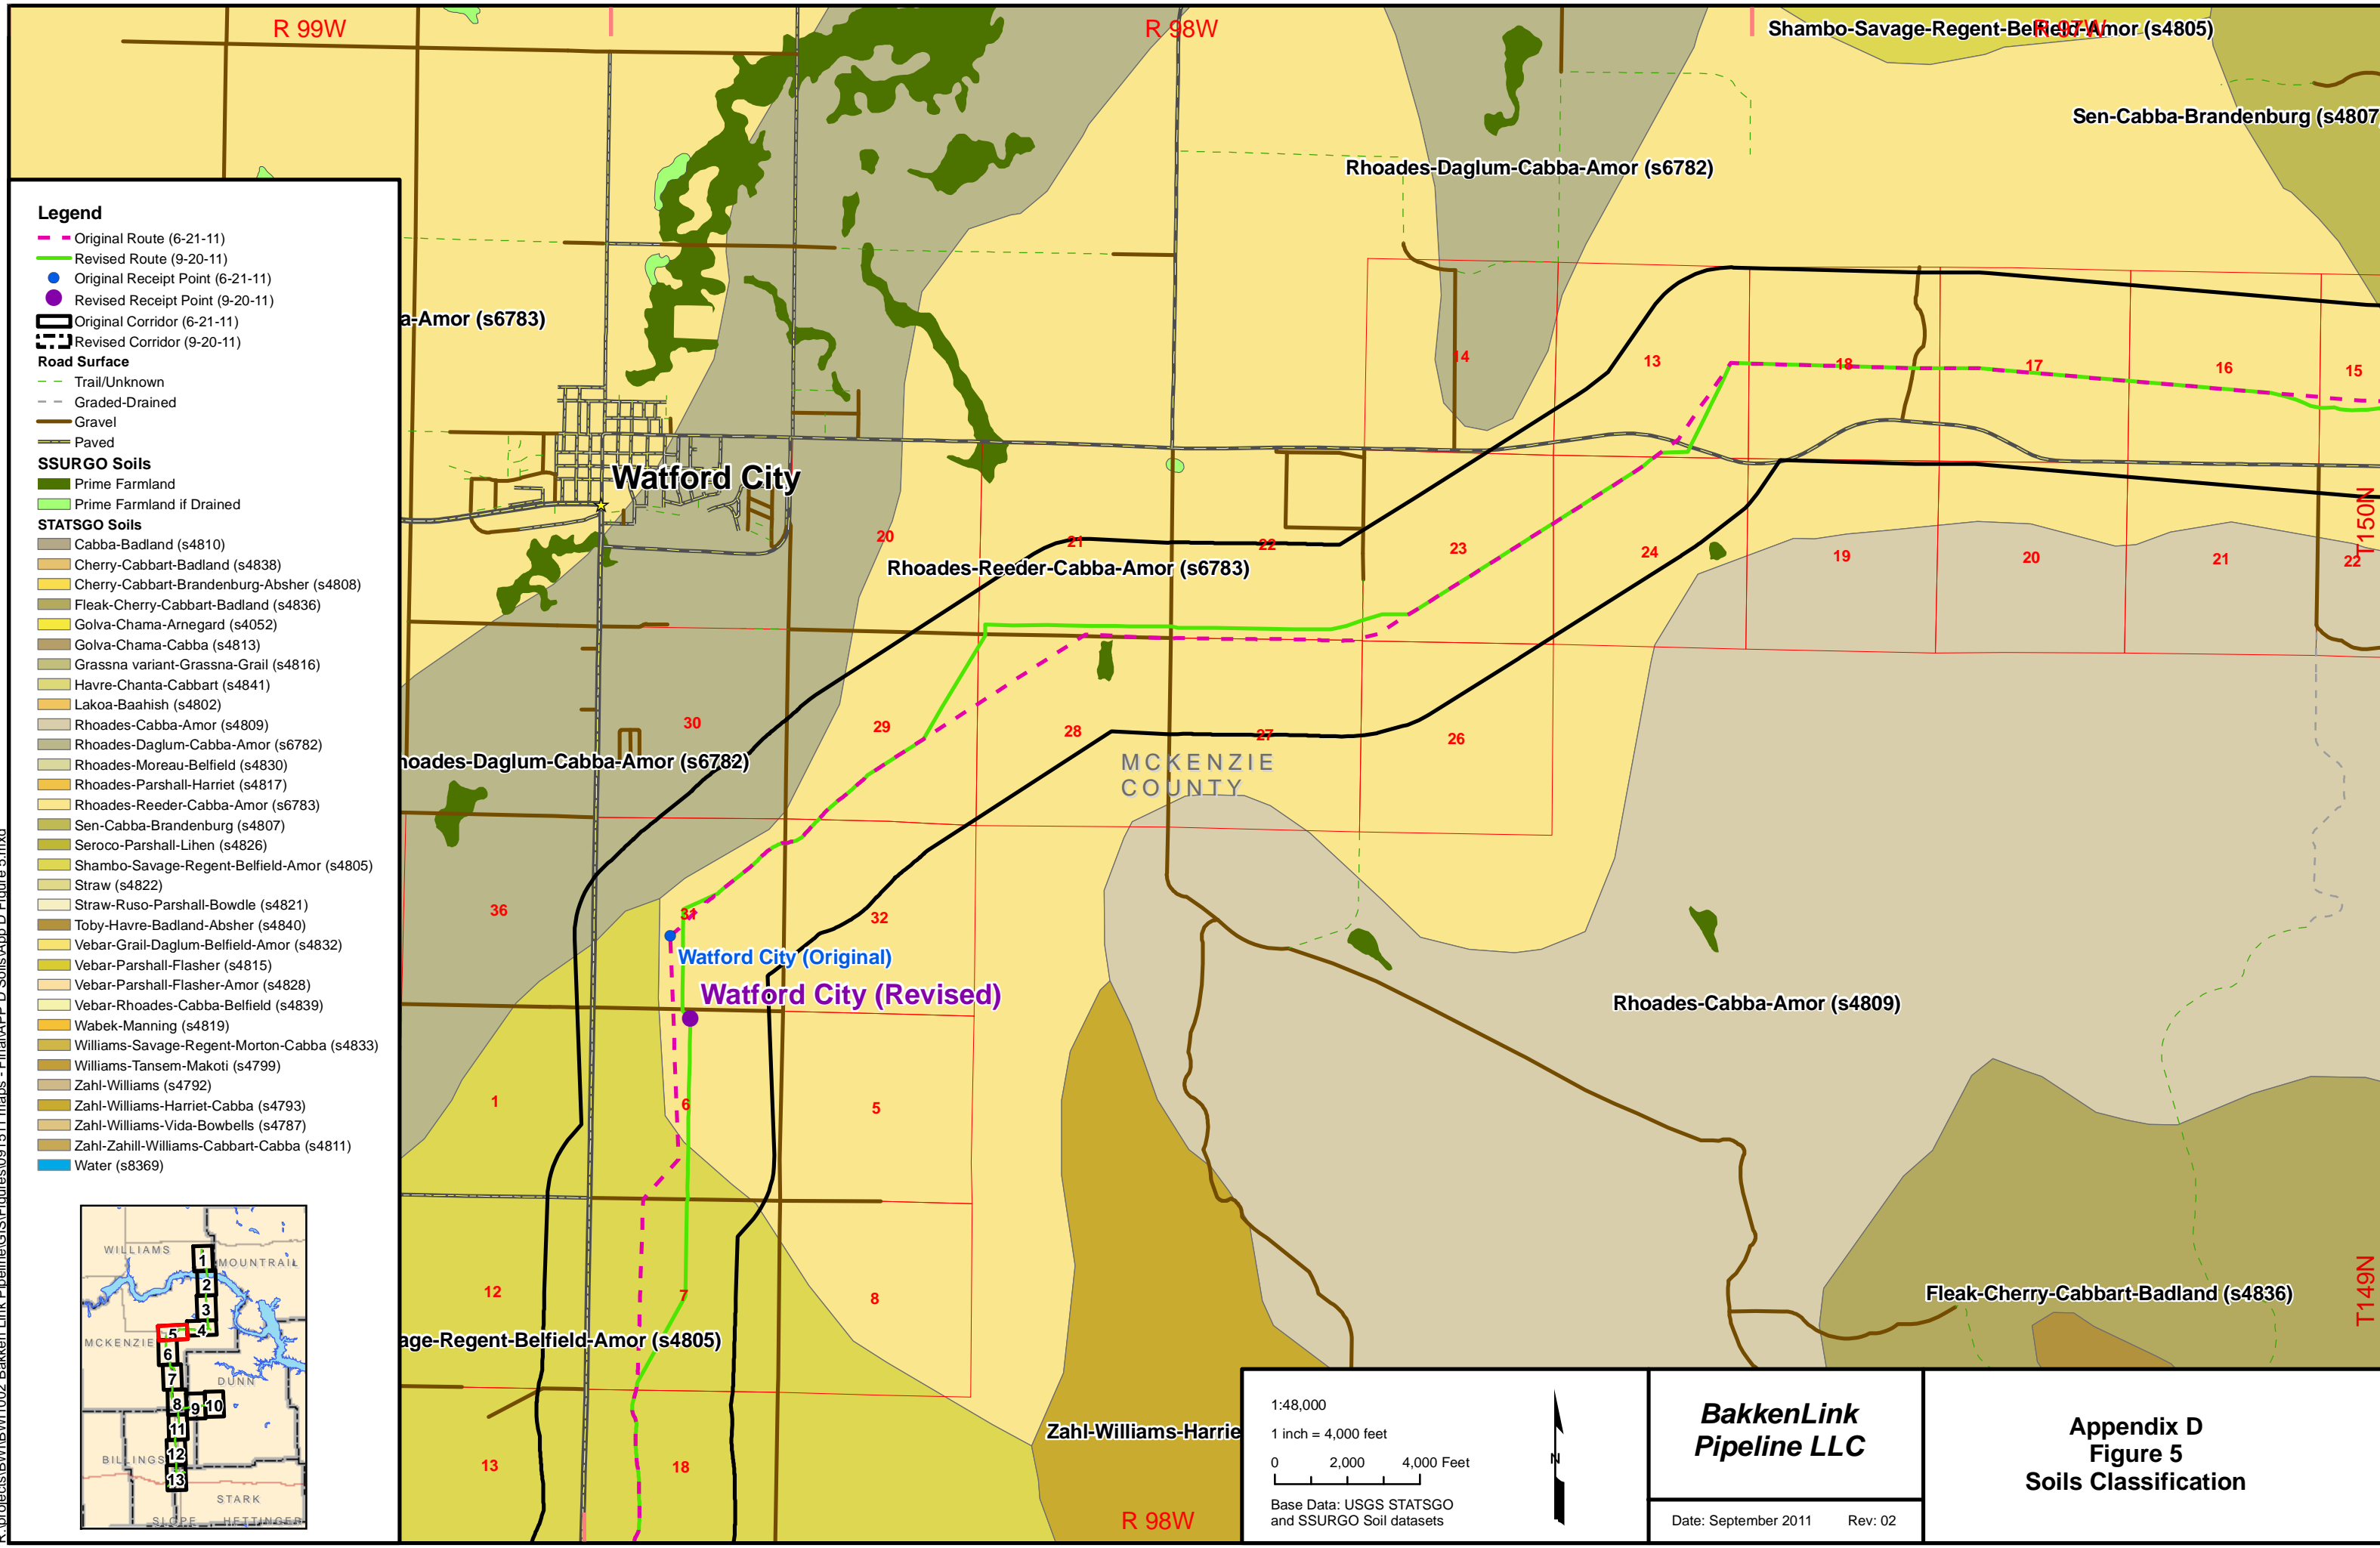 R 99W
R 98W
Shambo-Savage-Regent-Belfield-Amor (s4805)
R 97W
Sen-Cabba-Brandenburg (s4807
Rhoades-Daglum-Cabba-Amor (s6782)
Legend
Original Route (6-21-11)
Revised Route (9-20-11)
Original Receipt Point (6-21-11)
Revised Receipt Point (9-20-11)
Original Corridor (6-21-11)
Revised Corridor (9-20-11)
Road Surface
Trail/Unknown
Graded-Drained
Gravel
Paved
SSURGO Soils
Prime Farmland
Prime Farmland if Drained
STATSGO Soils
Cabba-Badland (s4810)
Cherry-Cabbart-Badland (s4838)
Cherry-Cabbart-Brandenburg-Absher (s4808)
Fleak-Cherry-Cabbart-Badland (s4836)
Golva-Chama-Arnegard (s4052)
Golva-Chama-Cabba (s4813)
Grassna variant-Grassna-Grail (s4816)
Havre-Chanta-Cabbart (s4841)
Lakoa-Baahish (s4802)
Rhoades-Cabba-Amor (s4809)
Rhoades-Daglum-Cabba-Amor (s6782)
Rhoades-Moreau-Belfield (s4830)
Rhoades-Parshall-Harriet (s4817)
Rhoades-Reeder-Cabba-Amor (s6783)
Sen-Cabba-Brandenburg (s4807)
Seroco-Parshall-Lihen (s4826)
Shambo-Savage-Regent-Belfield-Amor (s4805)
Straw (s4822)
Straw-Ruso-Parshall-Bowdle (s4821)
Toby-Havre-Badland-Absher (s4840)
Vebar-Grail-Daglum-Belfield-Amor (s4832)
Vebar-Parshall-Flasher (s4815)
Vebar-Parshall-Flasher-Amor (s4828)
Vebar-Rhoades-Cabba-Belfield (s4839)
Wabek-Manning (s4819)
Williams-Savage-Regent-Morton-Cabba (s4833)
Williams-Tansem-Makoti (s4799)
Zahl-Williams (s4792)
Zahl-Williams-Harriet-Cabba (s4793)
Zahl-Williams-Vida-Bowbells (s4787)
Zahl-Zahill-Williams-Cabbart-Cabba (s4811)
Water (s8369)
WILLIAMS
MOUNTRAIL
MCKENZIE
DUNN
BILLINGS
STARK
SLOPE
HETTINGER
1
2
3
4
5
6
7
8
9
10
11
12
13
a-Amor (s6783)
14
13
18
17
16
15
Watford City
20
21
22
23
24
19
20
21
22
T150N
Rhoades-Reeder-Cabba-Amor (s6783)
30
29
28
27
26
MCKENZIE
COUNTY
hoades-Daglum-Cabba-Amor (s6782)
36
31
32
Watford City (Original)
Watford City (Revised)
Rhoades-Cabba-Amor (s4809)
1
6
5
12
7
8
Fleak-Cherry-Cabbart-Badland (s4836)
T149N
age-Regent-Belfield-Amor (s4805)
Zahl-Williams-Harrie
13
18
R 98W
1:48,000
1 inch = 4,000 feet
0 2,000 4,000 Feet
Base Data: USGS STATSGO
and SSURGO Soil datasets
N
BakkenLink
Pipeline LLC
Date: September 2011 Rev: 02
Appendix D
Figure 5
Soils Classification